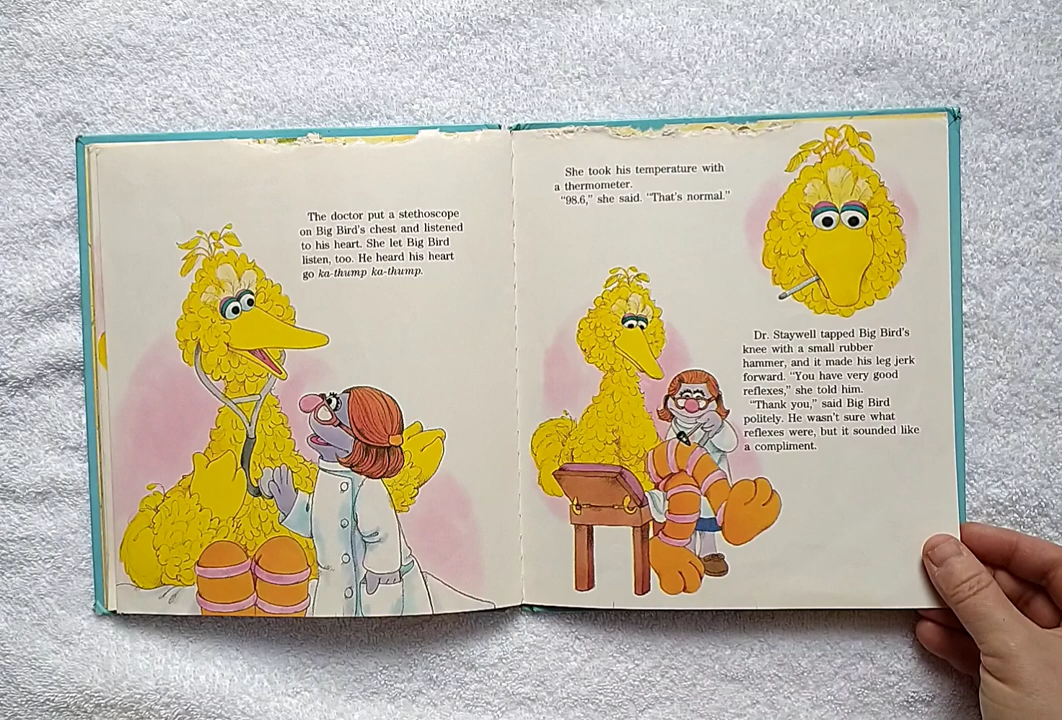 The doctor put a stethoscope
on Big Bird's chest and listened
to his heart. She let Big Bird
listen, too. He heard his heart
go ka-thump ka-thump.
She took his temperature with
a thermometer.
"98.6," she said. "That's normal."
Dr. Staywell tapped Big Bird's
knee with a small rubber
hammer, and it made his leg jerk
forward. "You have very good
reflexes," she told him.
"Thank you," said Big Bird
politely. He wasn't sure what
reflexes were, but it sounded like
a compliment.